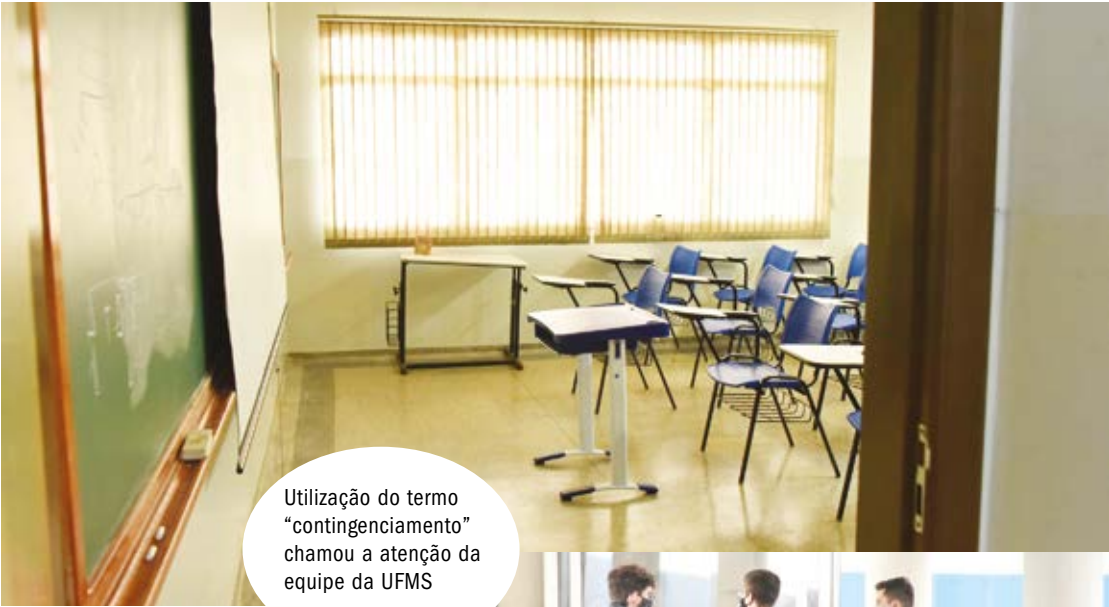 Utilização do termo
“contingenciamento”
chamou a atenção da
equipe da UFMS